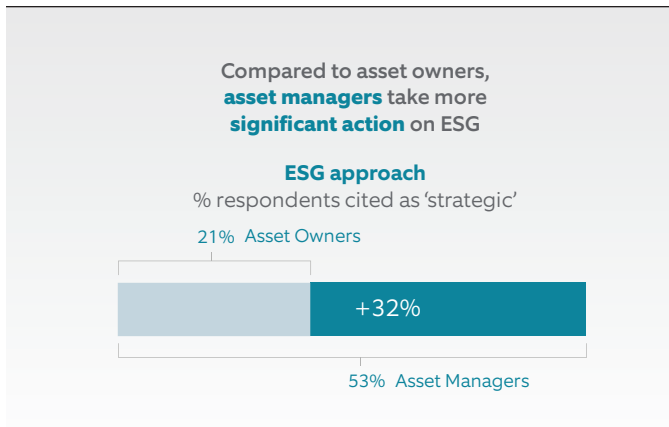 Compared to asset owners,
asset managers take more
significant action on ESG
ESG approach
% respondents cited as ‘strategic’
21% Asset Owners
+32%
53% Asset Managers